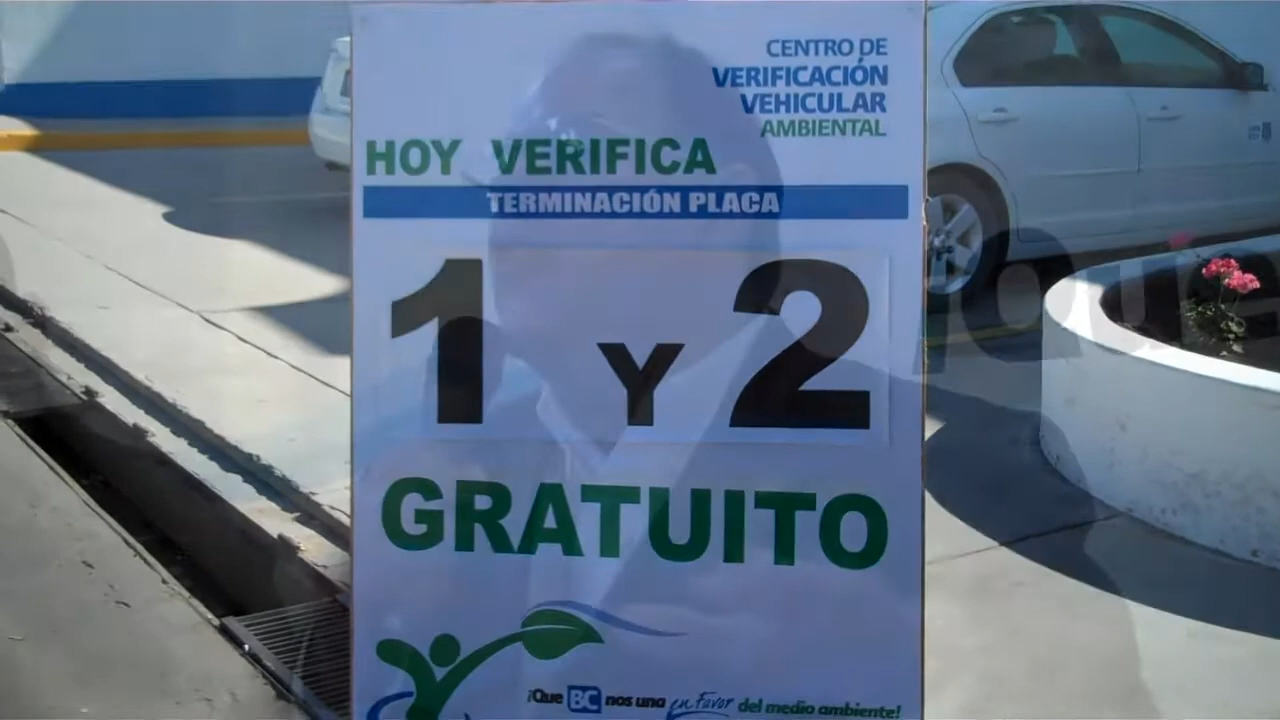 CENTRO DE
VERIFICACIÓN
VEHICULAR
AMBIENTAL
HOY VERIFICA
TERMINACIÓN PLACA
1 Y 2
GRATUITO
¡Que BC nos una en Favor del medio ambiente!